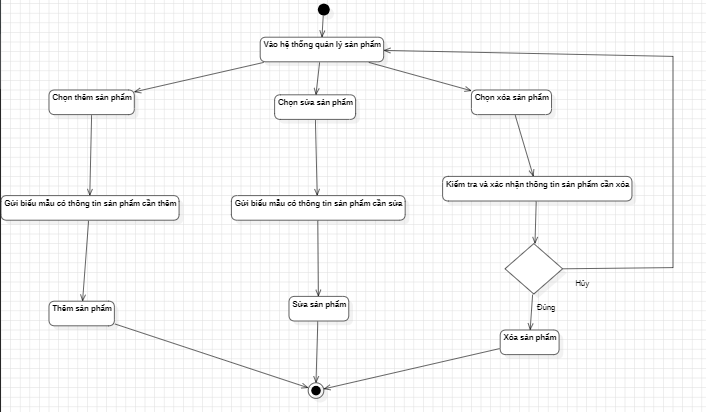 Vào hệ thống quản lý sản phẩm
Chọn thêm sản phẩm
Chọn sửa sản phẩm
Chọn xóa sản phẩm
Kiểm tra và xác nhận thông tin sản phẩm cần xóa
Gửi biểu mẫu có thông tin sản phẩm cần thêm
Gửi biểu mẫu có thông tin sản phẩm cần sửa
Hủy
Đúng
Thêm sản phẩm
Sửa sản phẩm
Xóa sản phẩm